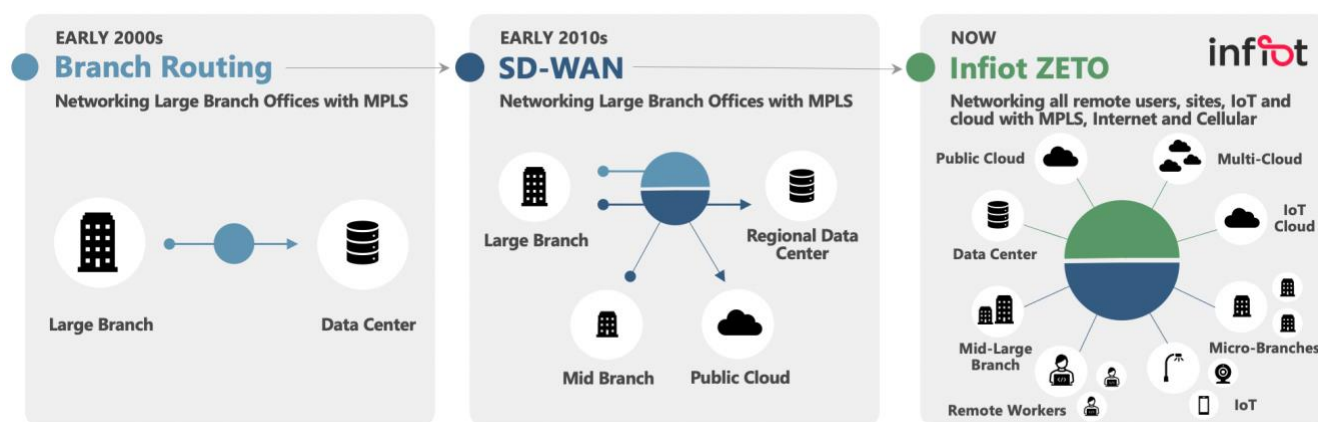 EARLY 2000s
Branch Routing
Networking Large Branch Offices with MPLS
Large Branch
Data Center
EARLY 2010s
SD-WAN
Networking Large Branch Offices with MPLS
Large Branch
Regional Data
Center
Mid Branch
Public Cloud
NOW
Infiot ZETO
infiot
Networking all remote users, sites, IoT and
cloud with MPLS, Internet and Cellular
Public Cloud
Multi-Cloud
Data Center
IoT
Cloud
Mid-Large
Branch
Micro-Branches
Remote Workers
IoT